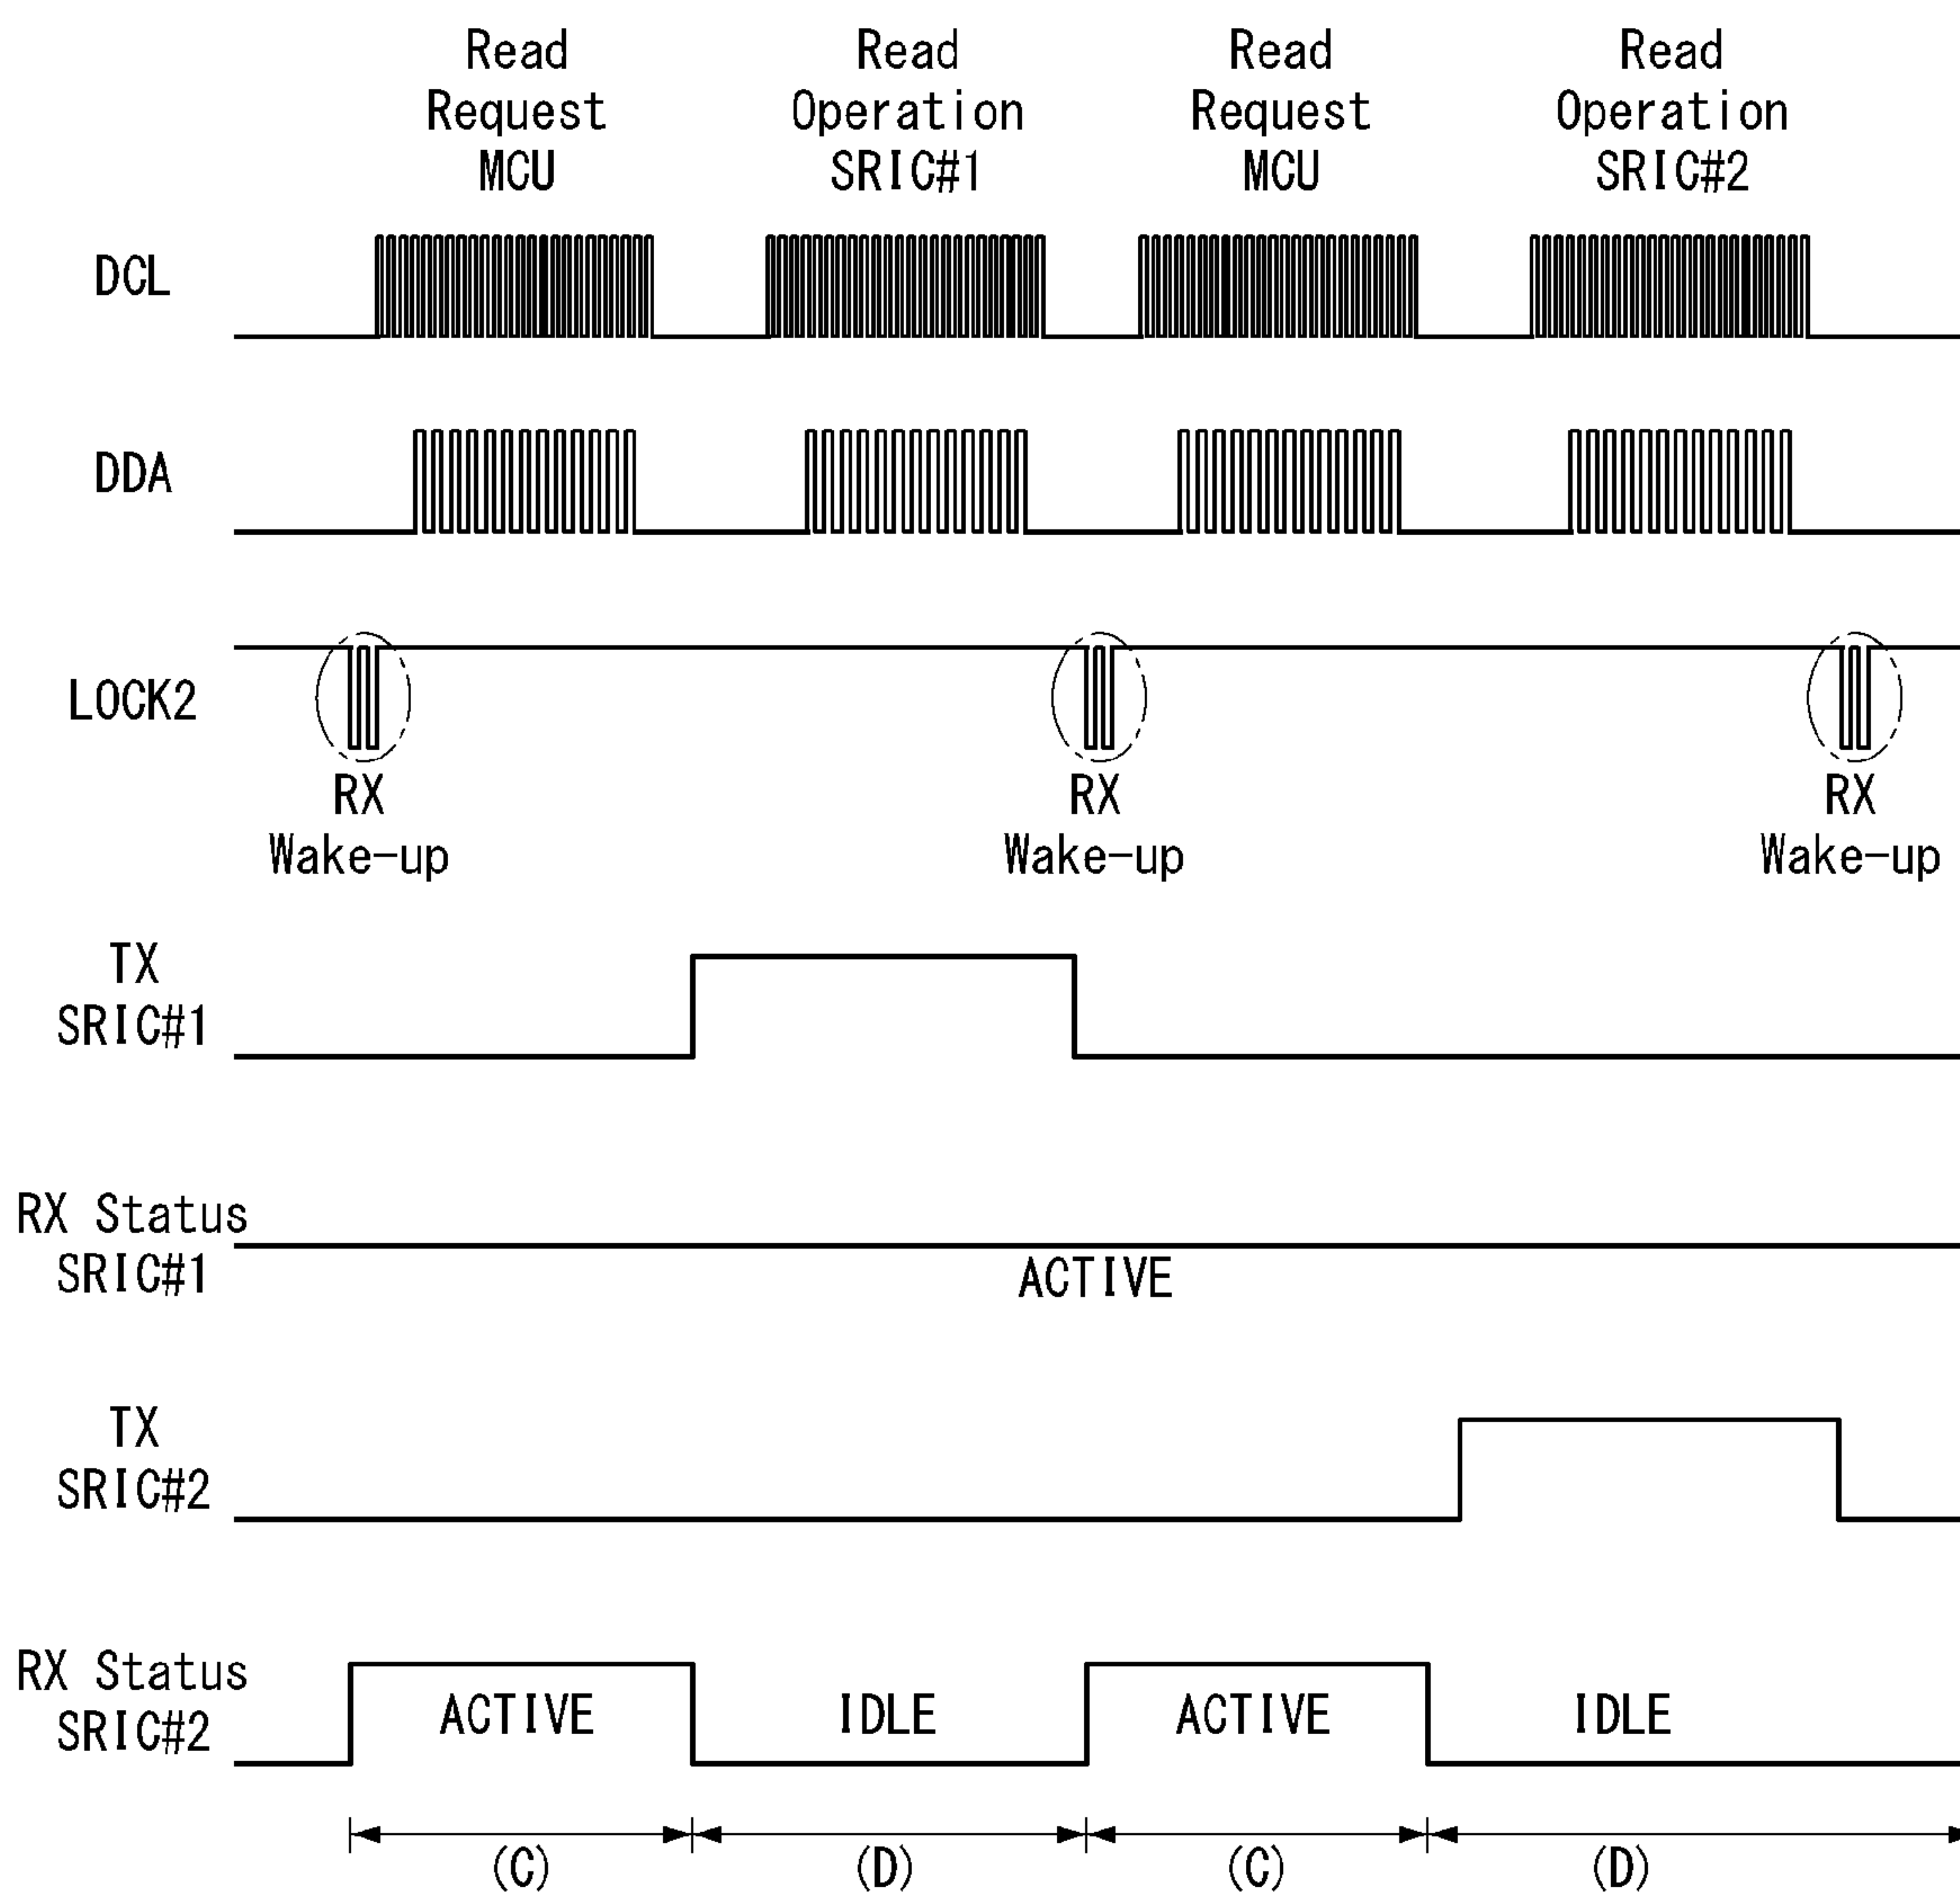 Read Read Read Read
Request Operation Request Operation
MCU SRIC#1 MCU SRIC#2
DCL
DDA
LOCK2
RX RX RX
Wake-up Wake-up Wake-up
TX
SRIC#1
RX Status
SRIC#1
ACTIVE
TX
SRIC#2
RX Status
SRIC#2
ACTIVE IDLE ACTIVE IDLE
(C) (D) (C) (D)